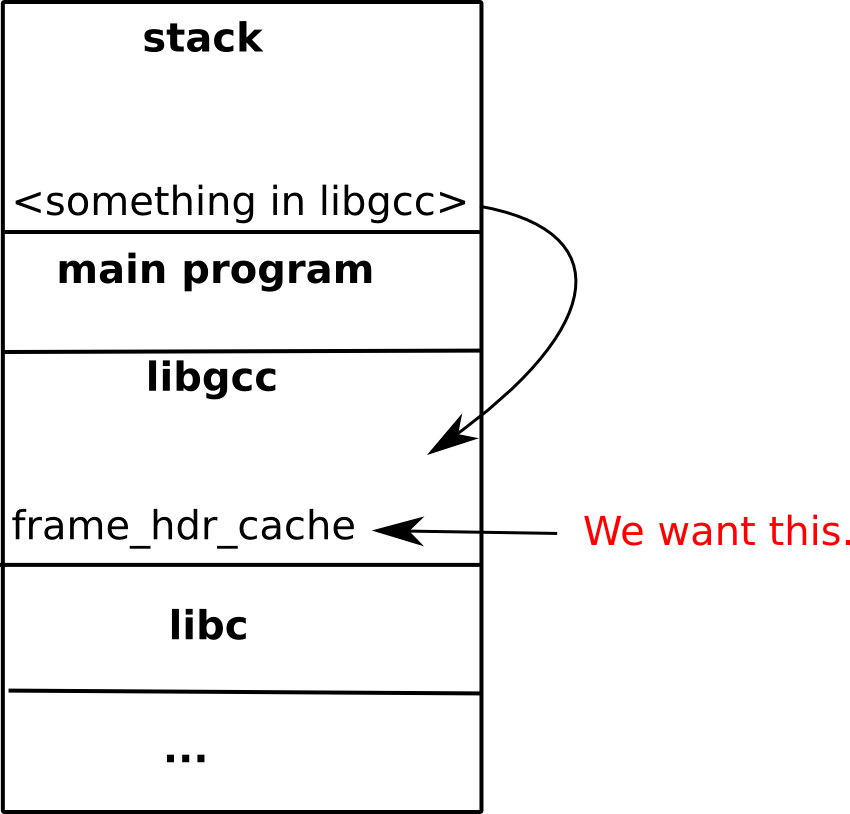 stack
<something in libgcc>
main program
libgcc
frame_hdr_cache
We want this.
libc
...